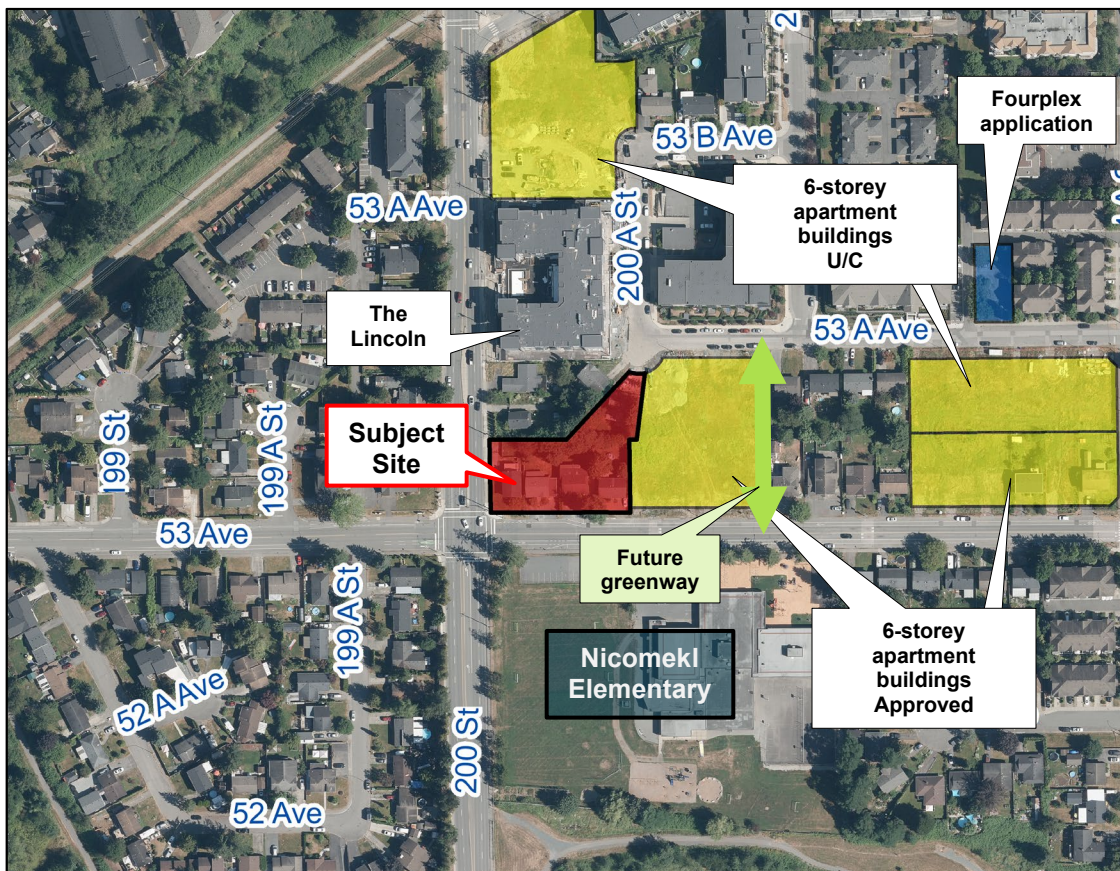 2
53 B Ave
Fourplex
application
6-storey
apartment
buildings
U/C
53 A Ave
200 A St
The
Lincoln
53 A Ave
Subject
Site
199 St
199 A St
53 Ave
Future
greenway
199 A St
Nicomekl
Elementary
6-storey
apartment
buildings
Approved
52 A Ave
200 St
52 Ave